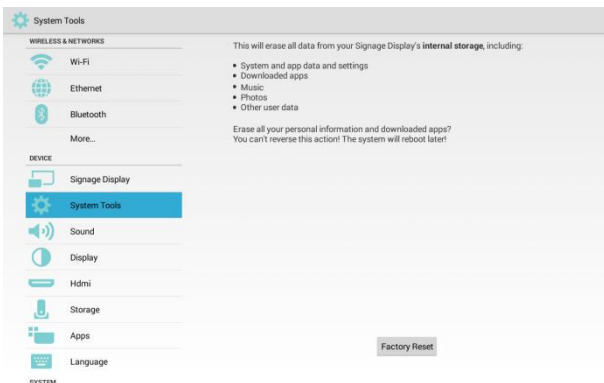 System Tools
WIRELESS & NETWORKS
Wi-Fi
Ethernet
Bluetooth
More...
DEVICE
Signage Display
System Tools
Sound
Display
Hdmi
Storage
Apps
Language
SYSTEM
This will erase all data from your Signage Display's internal storage, including:
• System and app data and settings
• Downloaded apps
• Music
• Photos
• Other user data
Erase all your personal information and downloaded apps?
You can't reverse this action! The system will reboot later!
Factory Reset